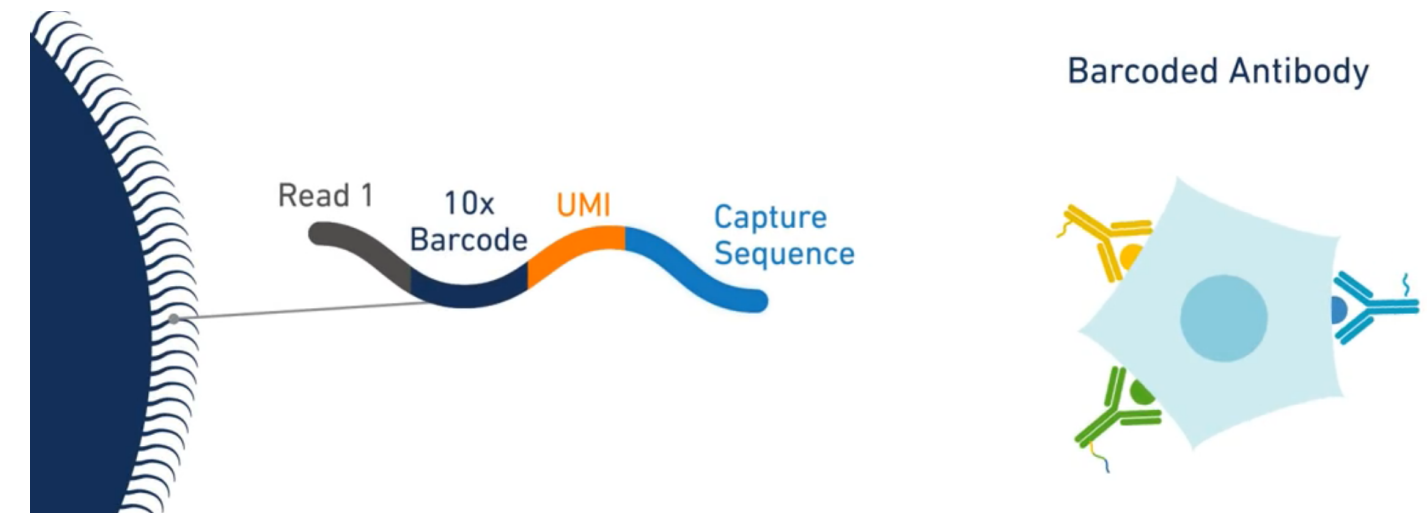 Barcoded Antibody
Read 1
10x
Barcode
UMI
Capture
Sequence